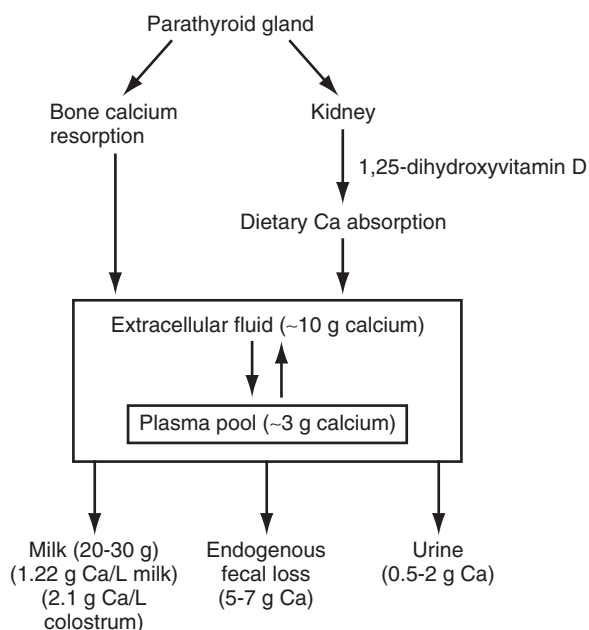 Parathyroid gland
Bone calcium
resorption
Kidney
1,25-dihydroxyvitamin D
Dietary Ca absorption
Extracellular fluid (~10 g calcium)
Plasma pool (~3 g calcium)
Milk (20-30 g)
(1.22 g Ca/L milk)
(2.1 g Ca/L
colostrum)
Endogenous
fecal loss
(5-7 g Ca)
Urine
(0.5-2 g Ca)